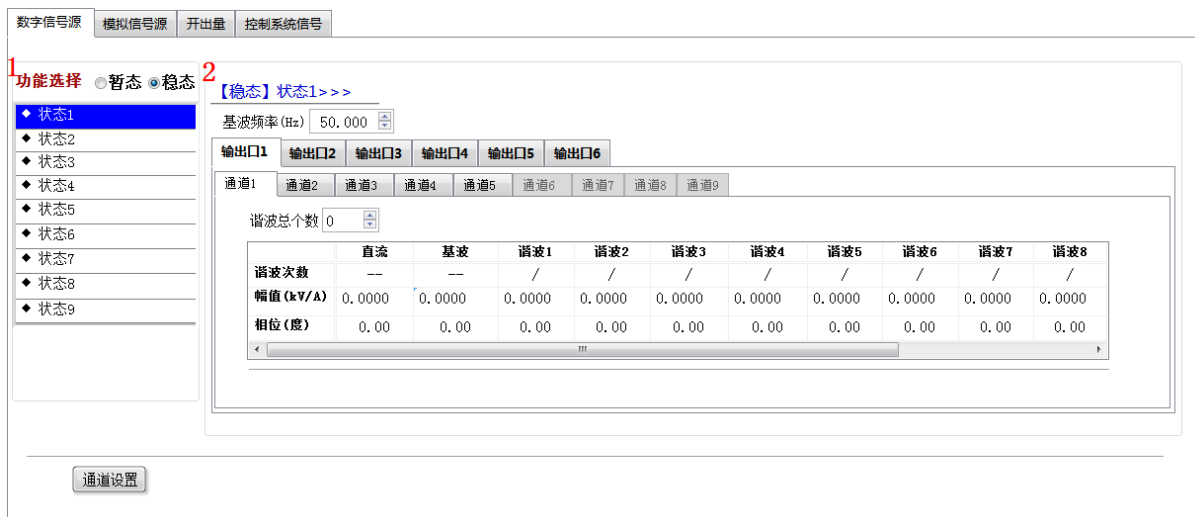 数字信号源 模拟信号源 开出量 控制系统信号
1
功能选择 暂态 稳态
状态1
状态2
状态3
状态4
状态5
状态6
状态7
状态8
状态9
2
【稳态】状态1>>>
基波频率(Hz) 50.000
输出口1 输出口2 输出口3 输出口4 输出口5 输出口6
通道1 通道2 通道3 通道4 通道5 通道6 通道7 通道8 通道9
谐波总个数 0
直流 基波 谐波1 谐波2 谐波3 谐波4 谐波5 谐波6 谐波7 谐波8
谐波次数 -- -- / / / / / / / /
幅值(kV/A) 0.0000 0.0000 0.0000 0.0000 0.0000 0.0000 0.0000 0.0000 0.0000 0.0000
相位(度) 0.00 0.00 0.00 0.00 0.00 0.00 0.00 0.00 0.00 0.00
通道设置